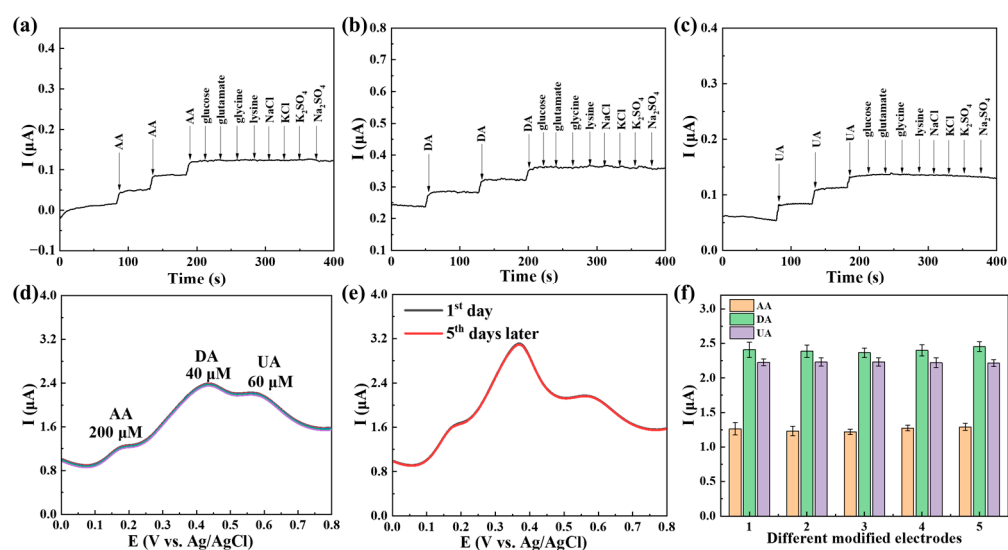 (a)
0.4
0.3
0.2
0.1
0.0
−0.1
I (μA)
AA
AA
AA
glucose
glutamate
glycine
lysine
NaCl
KCl
K₂SO₄
Na₂SO₄
0 100 200 300 400
Time (s)
(b)
0.8
0.7
0.6
0.5
0.4
0.3
0.2
0.1
I (μA)
DA
DA
DA
glucose
glutamate
glycine
lysine
NaCl
KCl
K₂SO₄
Na₂SO₄
0 100 200 300 400
Time (s)
(c)
0.4
0.3
0.2
0.1
0.0
I (μA)
UA
UA
UA
glucose
glutamate
glycine
lysine
NaCl
KCl
K₂SO₄
Na₂SO₄
0 100 200 300 400
Time (s)
(d)
4.0
3.2
2.4
1.6
0.8
I (μA)
AA
200 μM
DA
40 μM
UA
60 μM
0.0 0.1 0.2 0.3 0.4 0.5 0.6 0.7 0.8
E (V vs. Ag/AgCl)
(e)
4.0
3.2
2.4
1.6
0.8
0.0
I (μA)
1ˢᵗ day
5ᵗʰ days later
0.0 0.1 0.2 0.3 0.4 0.5 0.6 0.7 0.8
E (V vs. Ag/AgCl)
(f)
3.0
2.5
2.0
1.5
1.0
0.5
0.0
I (μA)
AA
DA
UA
1 2 3 4 5
Different modified electrodes